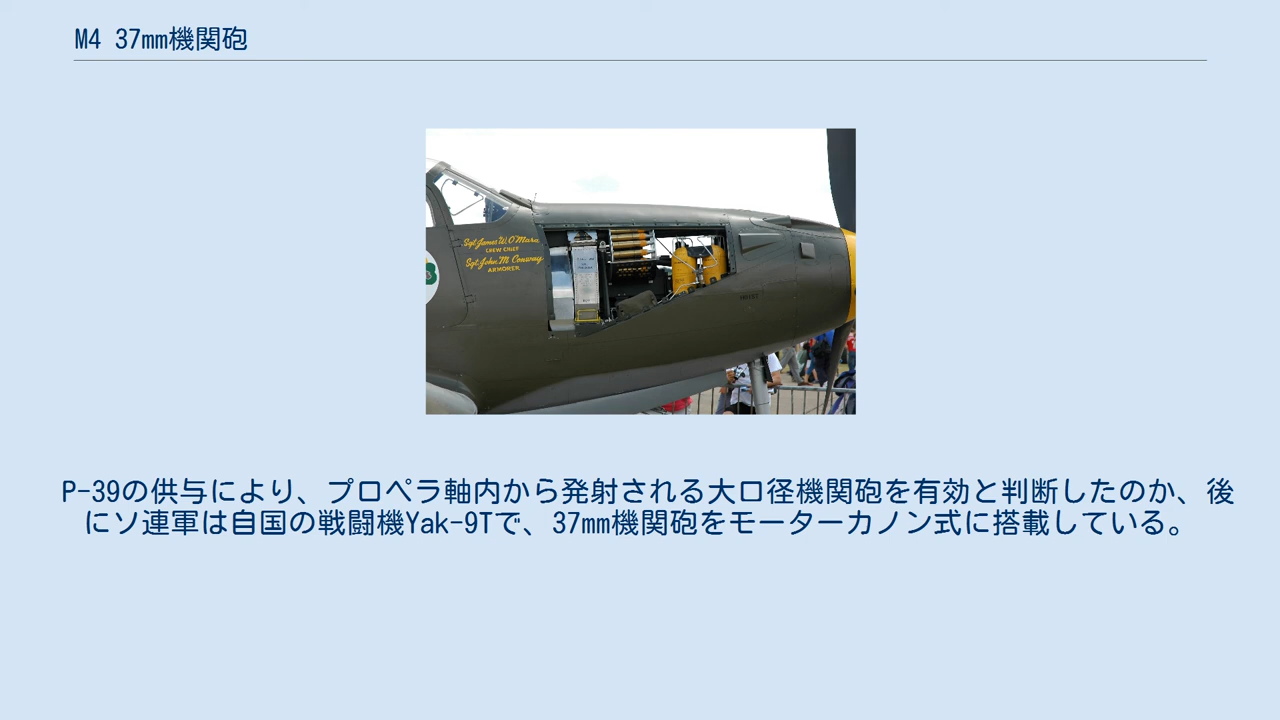 M4 37mm機関砲
Sgt. James W. O'Mara
CREW CHIEF
Sgt. John M. Conway
ARMORER
P-39の供与により、プロペラ軸内から発射される大口径機関砲を有効と判断したのか、後
にソ連軍は自国の戦闘機Yak-9Tで、37mm機関砲をモーターカノン式に搭載している。